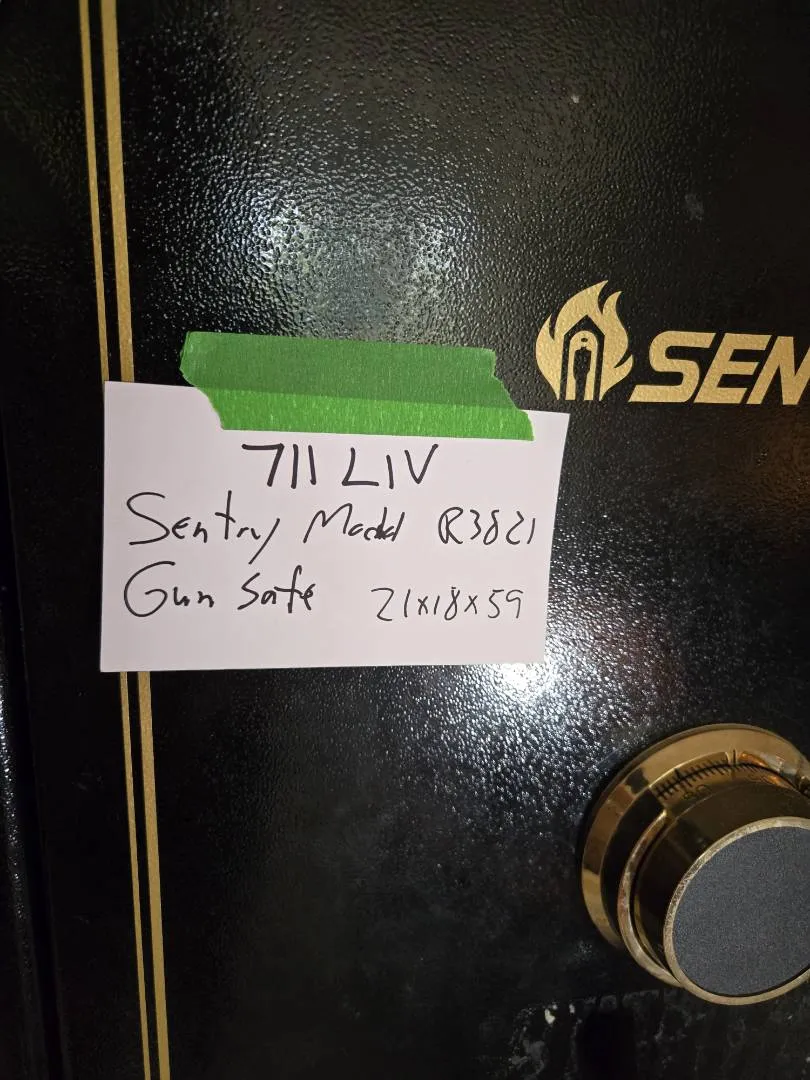 SEN
711 LIV
Sentry Model R3821
Gun Safe 21x18x59